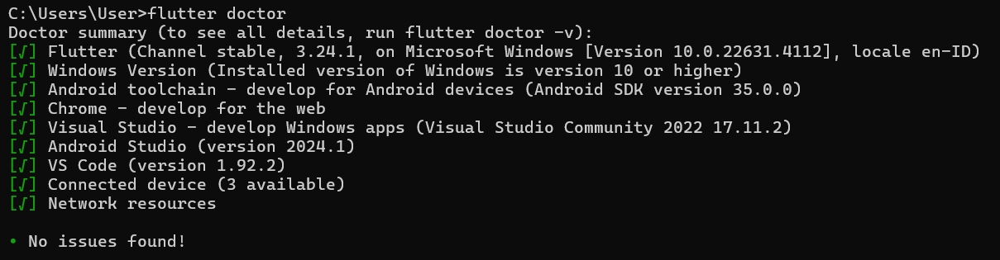 C:\Users\User>flutter doctor
Doctor summary (to see all details, run flutter doctor -v):
[√] Flutter (Channel stable, 3.24.1, on Microsoft Windows [Version 10.0.22631.4112], locale en-ID)
[√] Windows Version (Installed version of Windows is version 10 or higher)
[√] Android toolchain - develop for Android devices (Android SDK version 35.0.0)
[√] Chrome - develop for the web
[√] Visual Studio - develop Windows apps (Visual Studio Community 2022 17.11.2)
[√] Android Studio (version 2024.1)
[√] VS Code (version 1.92.2)
[√] Connected device (3 available)
[√] Network resources
• No issues found!